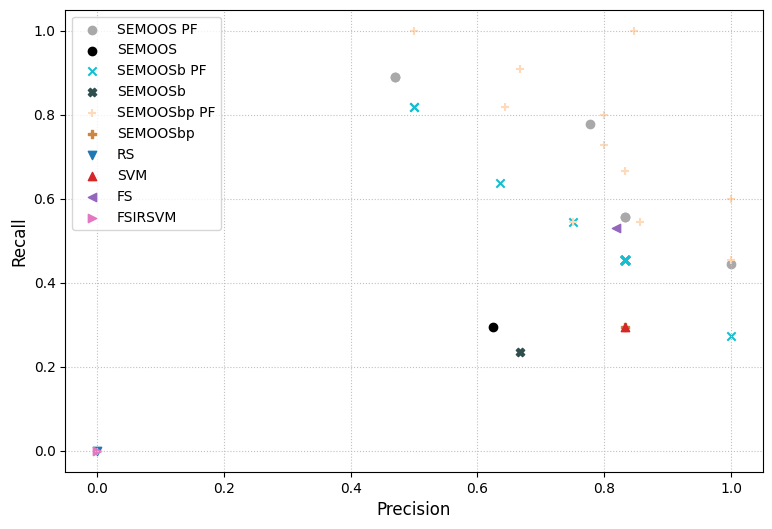 1.0
0.8
0.6
0.4
0.2
0.0
Recall
SEMOOS PF
SEMOOS
SEMOOSb PF
SEMOOSb
SEMOOSbp PF
SEMOOSbp
RS
SVM
FS
FSIRSVM
0.0 0.2 0.4 0.6 0.8 1.0
Precision